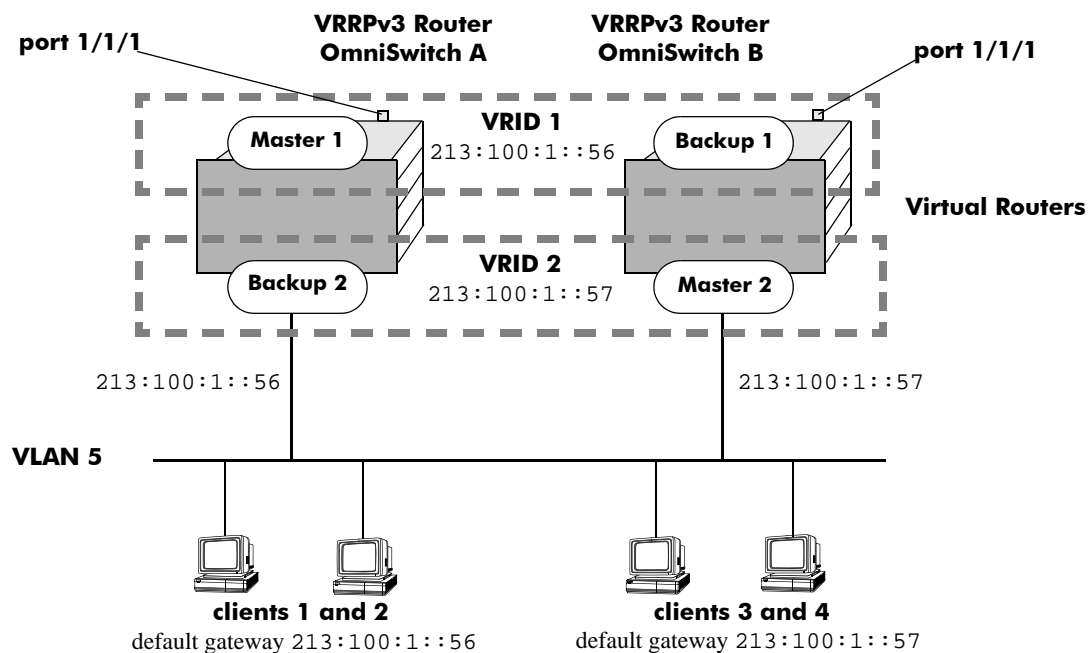 VRRPv3 Router
OmniSwitch A
VRRPv3 Router
OmniSwitch B
port 1/1/1
port 1/1/1
VRID 1
213:100:1::56
Master 1
Backup 1
Virtual Routers
VRID 2
213:100:1::57
Backup 2
Master 2
213:100:1::56
213:100:1::57
VLAN 5
clients 1 and 2
default gateway 213:100:1::56
clients 3 and 4
default gateway 213:100:1::57